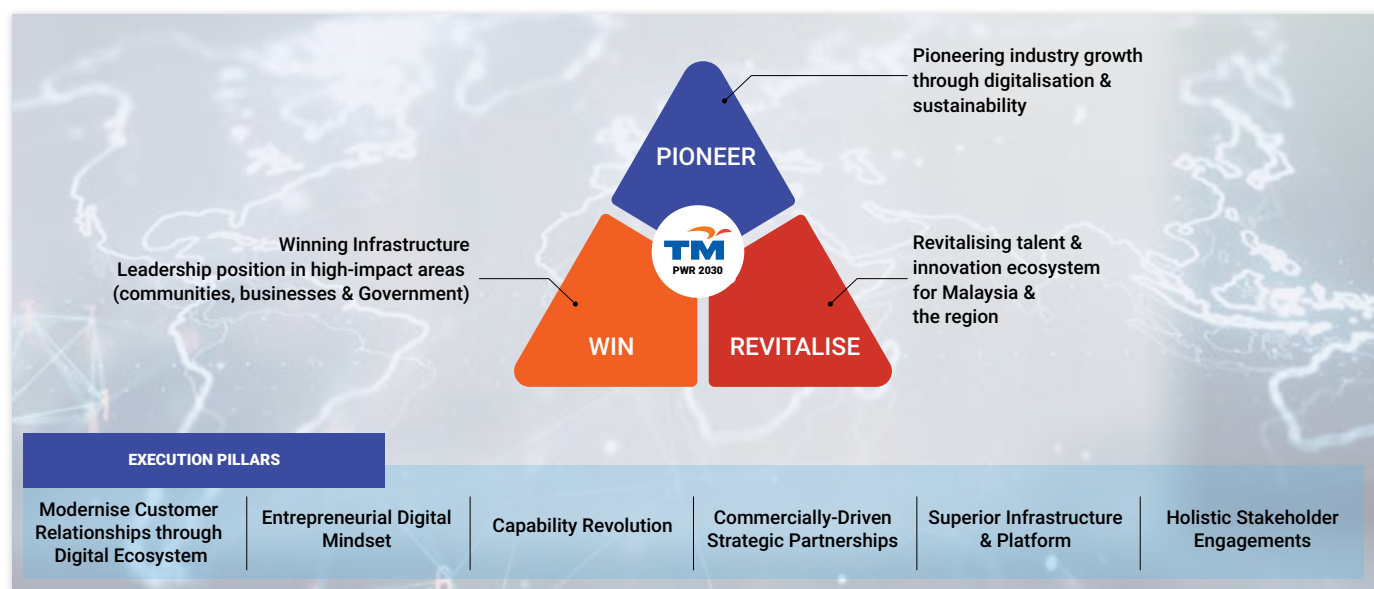 Pioneering industry growth
through digitalisation &
sustainability
PIONEER
Winning Infrastructure
Leadership position in high-impact areas
(communities, businesses & Government)
TM
PWR 2030
Revitalising talent &
innovation ecosystem
for Malaysia &
the region
WIN
REVITALISE
EXECUTION PILLARS
Modernise Customer
Relationships through
Digital Ecosystem
Entrepreneurial Digital
Mindset
Capability Revolution
Commercially-Driven
Strategic Partnerships
Superior Infrastructure
& Platform
Holistic Stakeholder
Engagements